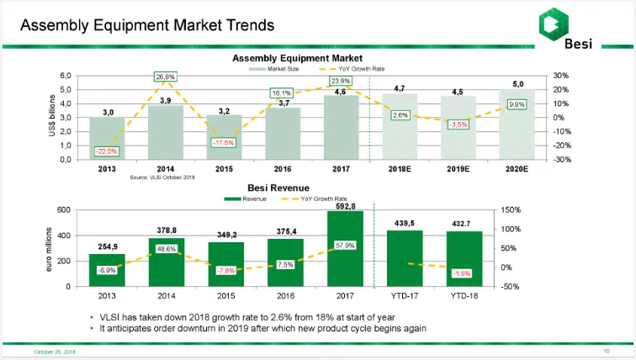 Assembly Equipment Market Trends
Besi
Assembly Equipment Market
Market Size YoY Growth Rate
US$ billions
6,0
5,0
4,0
3,0
2,0
1,0
0,0
3,0 3,9 3,2 3,7 4,6 4,7 4,5 5,0
-22,0% 26,8% -17,5% 16,1% 23,9% 2,6% -3,5% 9,9%
30%
20%
10%
0%
-10%
-20%
-30%
2013 2014 2015 2016 2017 2018E 2019E 2020E
Source: VLSI October 2018
Besi Revenue
Revenue YoY Growth Rate
euro millions
600
400
200
0
254,9 378,8 349,2 375,4 592,8 439,5 432.7
-6,9% 48,6% -7,8% 7,5% 57,9% -1,5%
150%
100%
50%
0%
-50%
2013 2014 2015 2016 2017 YTD-17 YTD-18
• VLSI has taken down 2018 growth rate to 2.6% from 18% at start of year
• It anticipates order downturn in 2019 after which new product cycle begins again
October 25, 2018
10